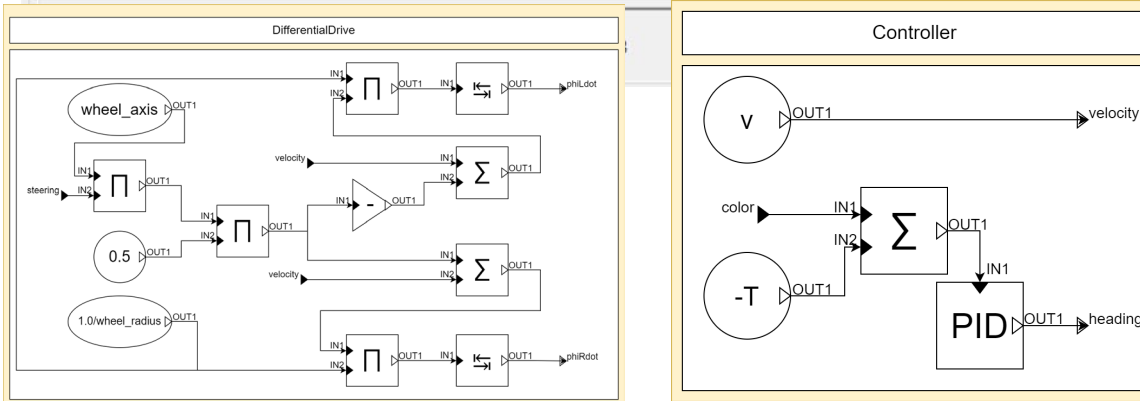 DifferentialDrive
wheel_axis OUT1
IN1
IN2
∏
OUT1
steering
0.5 OUT1
1.0/wheel_radius OUT1
IN1
IN2
∏
OUT1
velocity
IN1 - OUT1
velocity
IN1
IN2
∏
OUT1
IN1 OUT1
phiLdot
IN1
IN2
Σ
OUT1
IN1
IN2
Σ
OUT1
IN1
IN2
∏
OUT1
IN1 OUT1
phiRdot
Controller
v OUT1
velocity
color
IN1
IN2
Σ
OUT1
-T OUT1
IN1
PID OUT1
heading